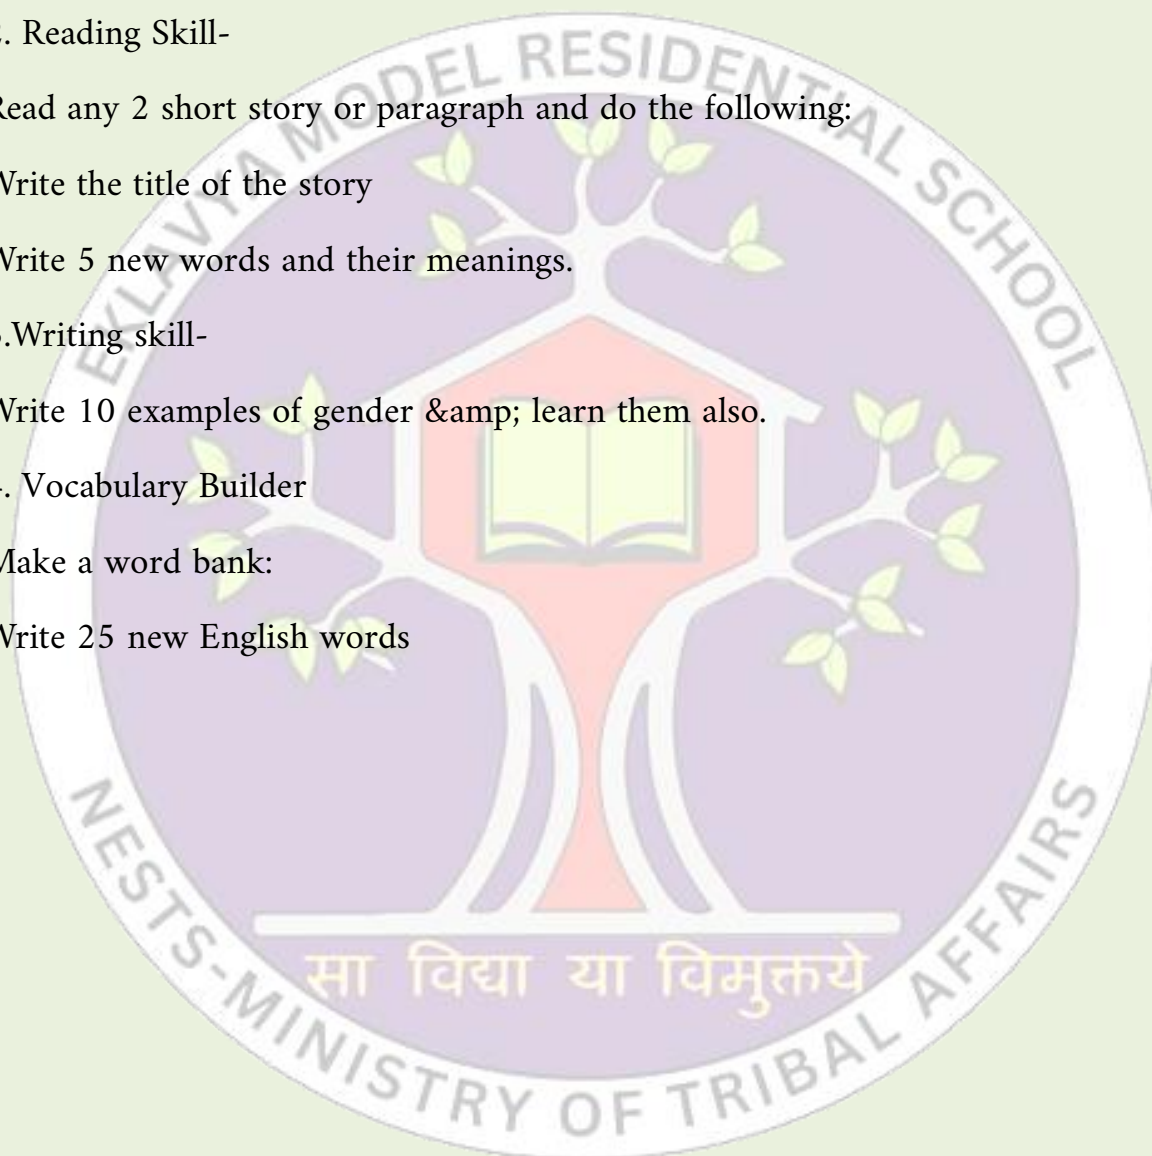 . Reading Skill-
Read any 2 short story or paragraph and do the following:
Write the title of the story
Write 5 new words and their meanings.
.Writing skill-
Write 10 examples of gender &amp; learn them also.
. Vocabulary Builder
Make a word bank:
Write 25 new English words
EKLAVYA MODEL RESIDENTIAL SCHOOL
सा विद्या या विमुक्तये
NESTS-MINISTRY OF TRIBAL AFFAIRS